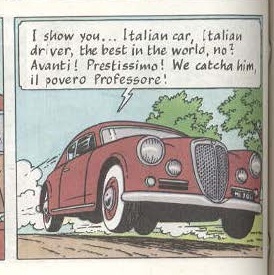 I show you... Italian car, Italian
driver, the best in the world, no?
Avanti! Prestissimo! We catcha him,
il povero Professore!